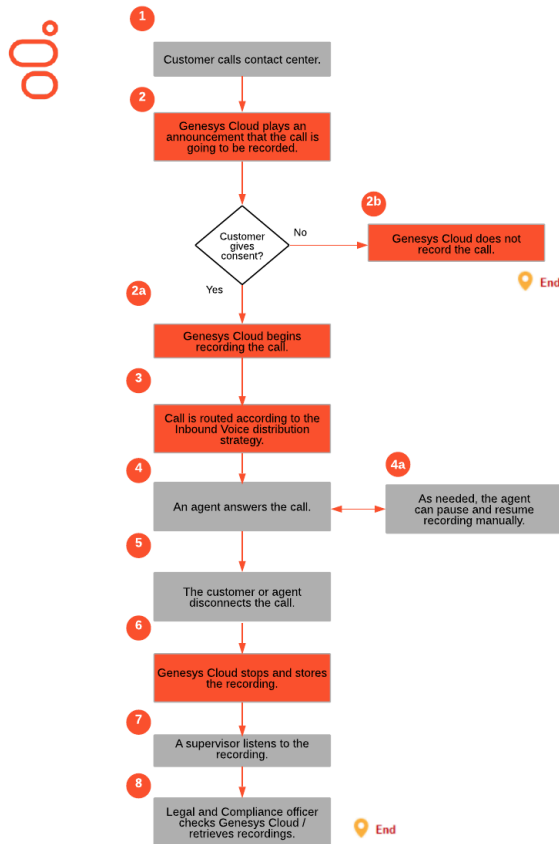 1
Customer calls contact center.
2
Genesys Cloud plays an
announcement that the call is
going to be recorded.
Customer
gives
consent?
No
2b
Genesys Cloud does not
record the call.
End
Yes
2a
Genesys Cloud begins
recording the call.
3
Call is routed according to the
Inbound Voice distribution
strategy.
4
An agent answers the call.
4a
As needed, the agent
can pause and resume
recording manually.
5
The customer or agent
disconnects the call.
6
Genesys Cloud stops and stores
the recording.
7
A supervisor listens to the
recording.
8
Legal and Compliance officer
checks Genesys Cloud /
retrieves recordings.
End